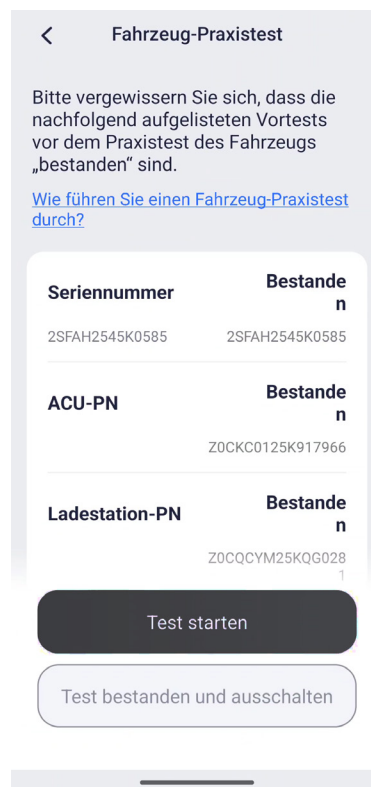 Fahrzeug-Praxistest
Bitte vergewissern Sie sich, dass die
nachfolgend aufgelisteten Vortests
vor dem Praxistest des Fahrzeugs
„bestanden“ sind.
Wie führen Sie einen Fahrzeug-Praxistest
durch?
Seriennummer
Bestande
n
2SFAH2545K0585
2SFAH2545K0585
ACU-PN
Bestande
n
Z0CKC0125K917966
Ladestation-PN
Bestande
n
Z0CQCYM25KQG028
1
Test starten
Test bestanden und ausschalten